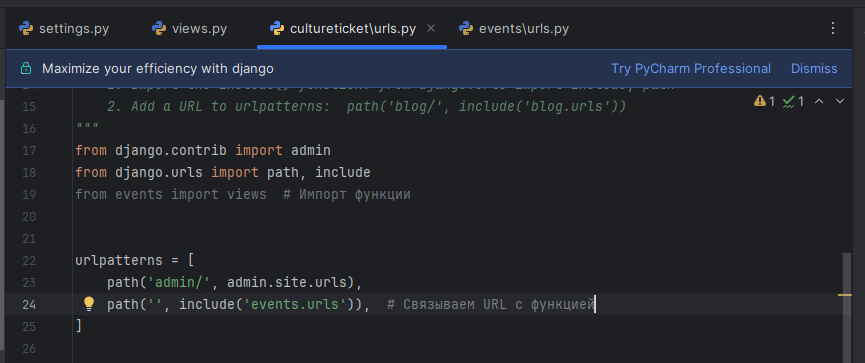 settings.py views.py cultureticket\urls.py events\urls.py
Maximize your efficiency with django Try PyCharm Professional Dismiss
15 2. Add a URL to urlpatterns:  path('blog/', include('blog.urls'))
1 1
16 """
17 from django.contrib import admin
18 from django.urls import path, include
19 from events import views  # Импорт функции
20
21
22 urlpatterns = [
23 path('admin/', admin.site.urls),
24 path('', include('events.urls')),  # Связываем URL с функцией
25 ]
26